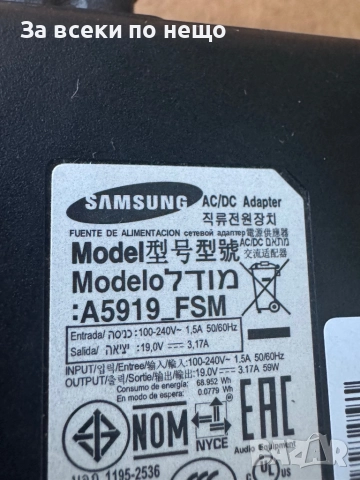 За всеки по нещо
SAMSUNG
AC/DC Adapter
직류전원장치
FUENTE DE ALIMENTACION сетевой адаптер 電源供應器
Model型号型號
AC/DC מתאם
交流适配器
Modelo מודל
:A5919_FSM
Entrada/כניסה:100-240V~ 1,5A 50/60Hz
Salida/ יציאה: 19,0V ⎓ 3,17A
INPUT/입력/Entree/输入/輸入:100-240V~ 1.5A 50/60Hz
OUTPUT/출력/Sortie/输出/輸出:19.0V ⎓ 3.17A 59W
Consumo de energía: 68.952 Wh
En modo de espera: 0.0779 Wh
NOM
NYCE
EAC
Audio Equipment
1195-2536
UL
US